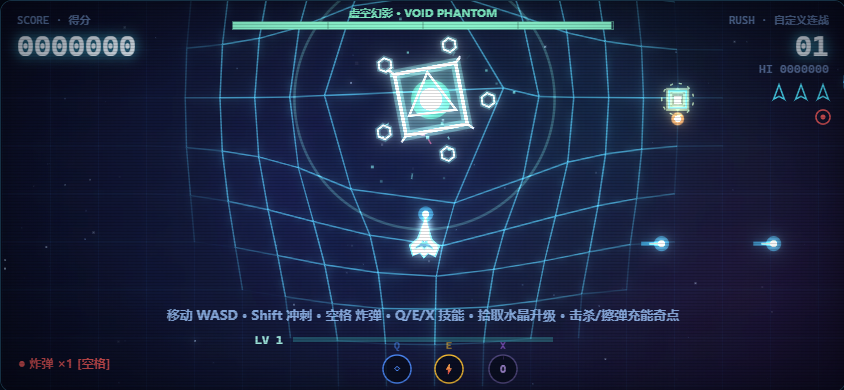 虚空幻影 • VOID PHANTOM
SCORE · 得分
0000000
RUSH · 自定义连战
01
HI 0000000
移动 WASD • Shift 冲刺 • 空格 炸弹 • Q/E/X 技能 • 拾取水晶升级 • 击杀/擦弹充能奇点
LV 1
Q E X
0
● 炸弹 ×1 [空格]